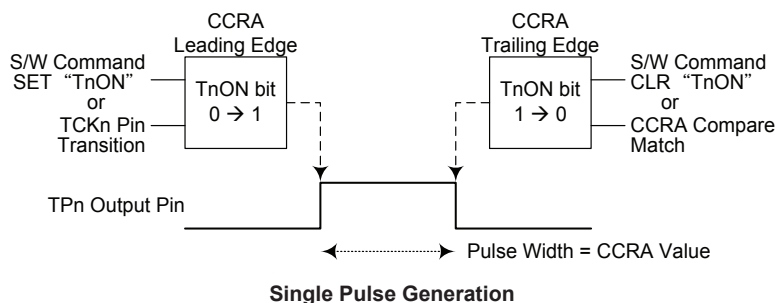 CCRA
Leading Edge
S/W Command
SET “TnON”
or
TCKn Pin
Transition
TnON bit
0 → 1
CCRA
Trailing Edge
TnON bit
1 → 0
S/W Command
CLR “TnON”
or
CCRA Compare
Match
TPn Output Pin
Pulse Width = CCRA Value
Single Pulse Generation